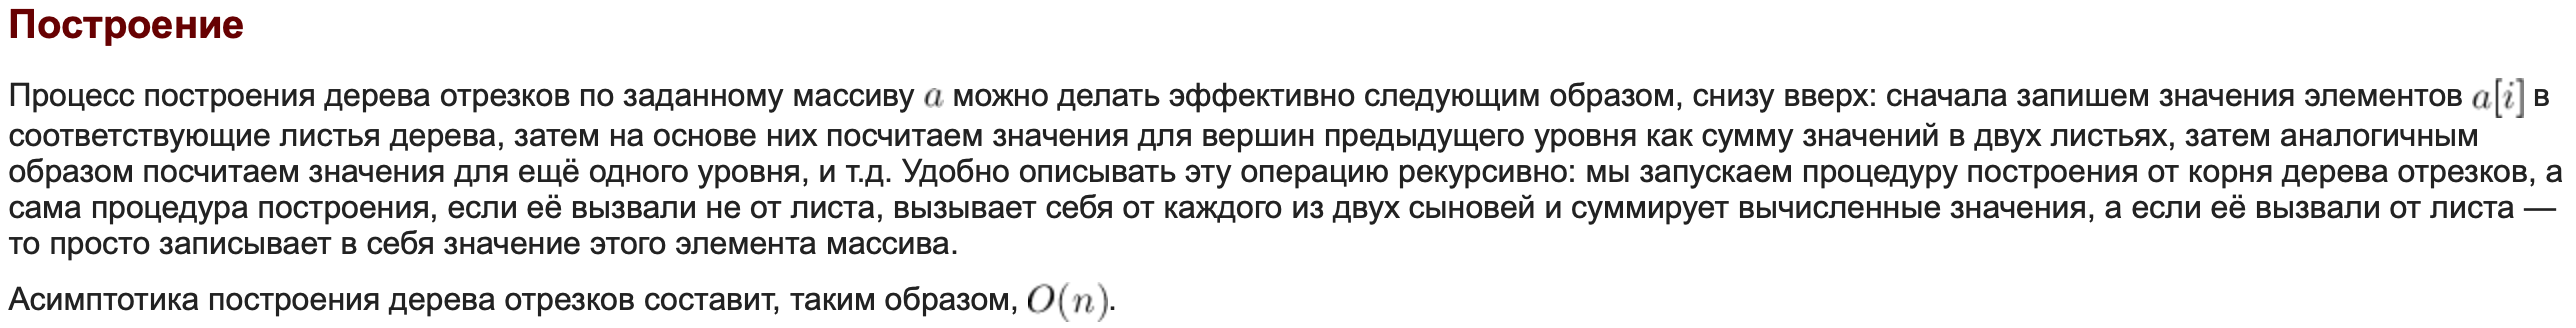 Построение
Процесс построения дерева отрезков по заданному массиву a можно делать эффективно следующим образом, снизу вверх: сначала запишем значения элементов a[i] в
соответствующие листья дерева, затем на основе них посчитаем значения для вершин предыдущего уровня как сумму значений в двух листьях, затем аналогичным
образом посчитаем значения для ещё одного уровня, и т.д. Удобно описывать эту операцию рекурсивно: мы запускаем процедуру построения от корня дерева отрезков, а
сама процедура построения, если её вызвали не от листа, вызывает себя от каждого из двух сыновей и суммирует вычисленные значения, а если её вызвали от листа —
то просто записывает в себя значение этого элемента массива.
Асимптотика построения дерева отрезков составит, таким образом, O(n).